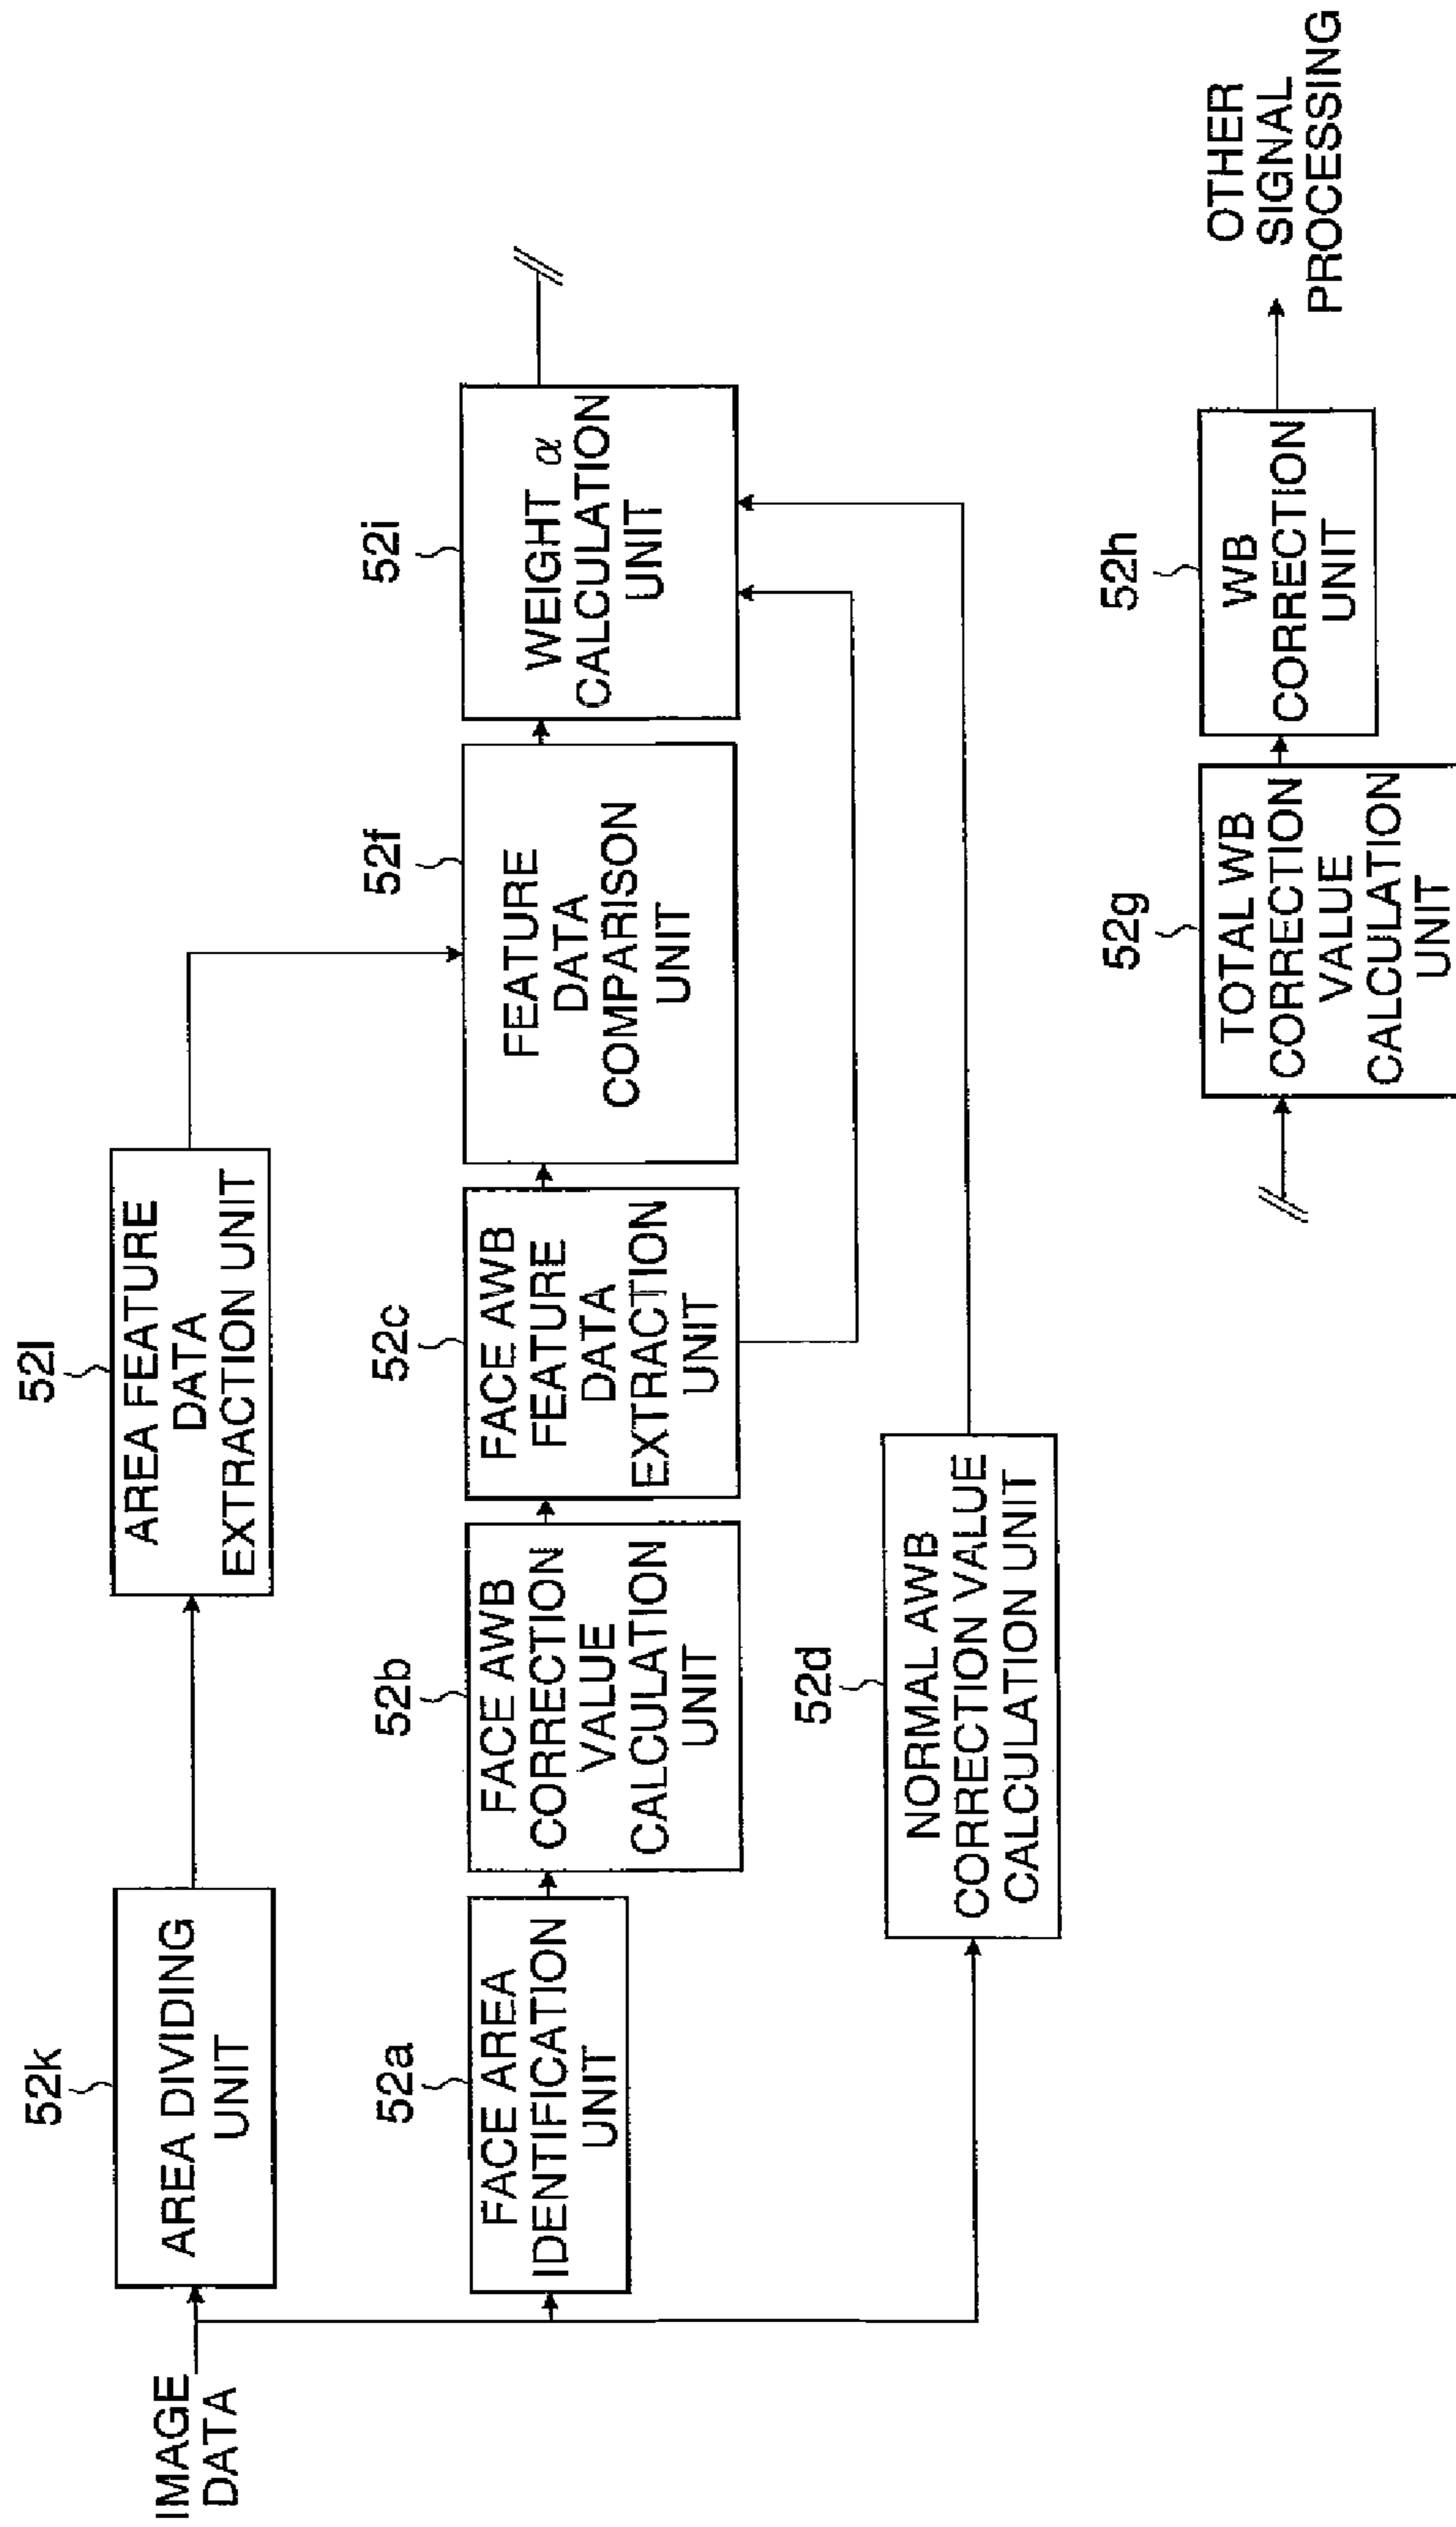 IMAGE
DATA
52k
AREA DIVIDING
UNIT
52l
AREA FEATURE
DATA
EXTRACTION UNIT
52a
FACE AREA
IDENTIFICATION
UNIT
52b
FACE AWB
CORRECTION
VALUE
CALCULATION
UNIT
52c
FACE AWB
FEATURE
DATA
EXTRACTION
UNIT
52f
FEATURE
DATA
COMPARISON
UNIT
52i
WEIGHT α
CALCULATION
UNIT
52d
NORMAL AWB
CORRECTION VALUE
CALCULATION UNIT
52g
TOTAL WB
CORRECTION
VALUE
CALCULATION
UNIT
52h
WB
CORRECTION
UNIT
OTHER
SIGNAL
PROCESSING